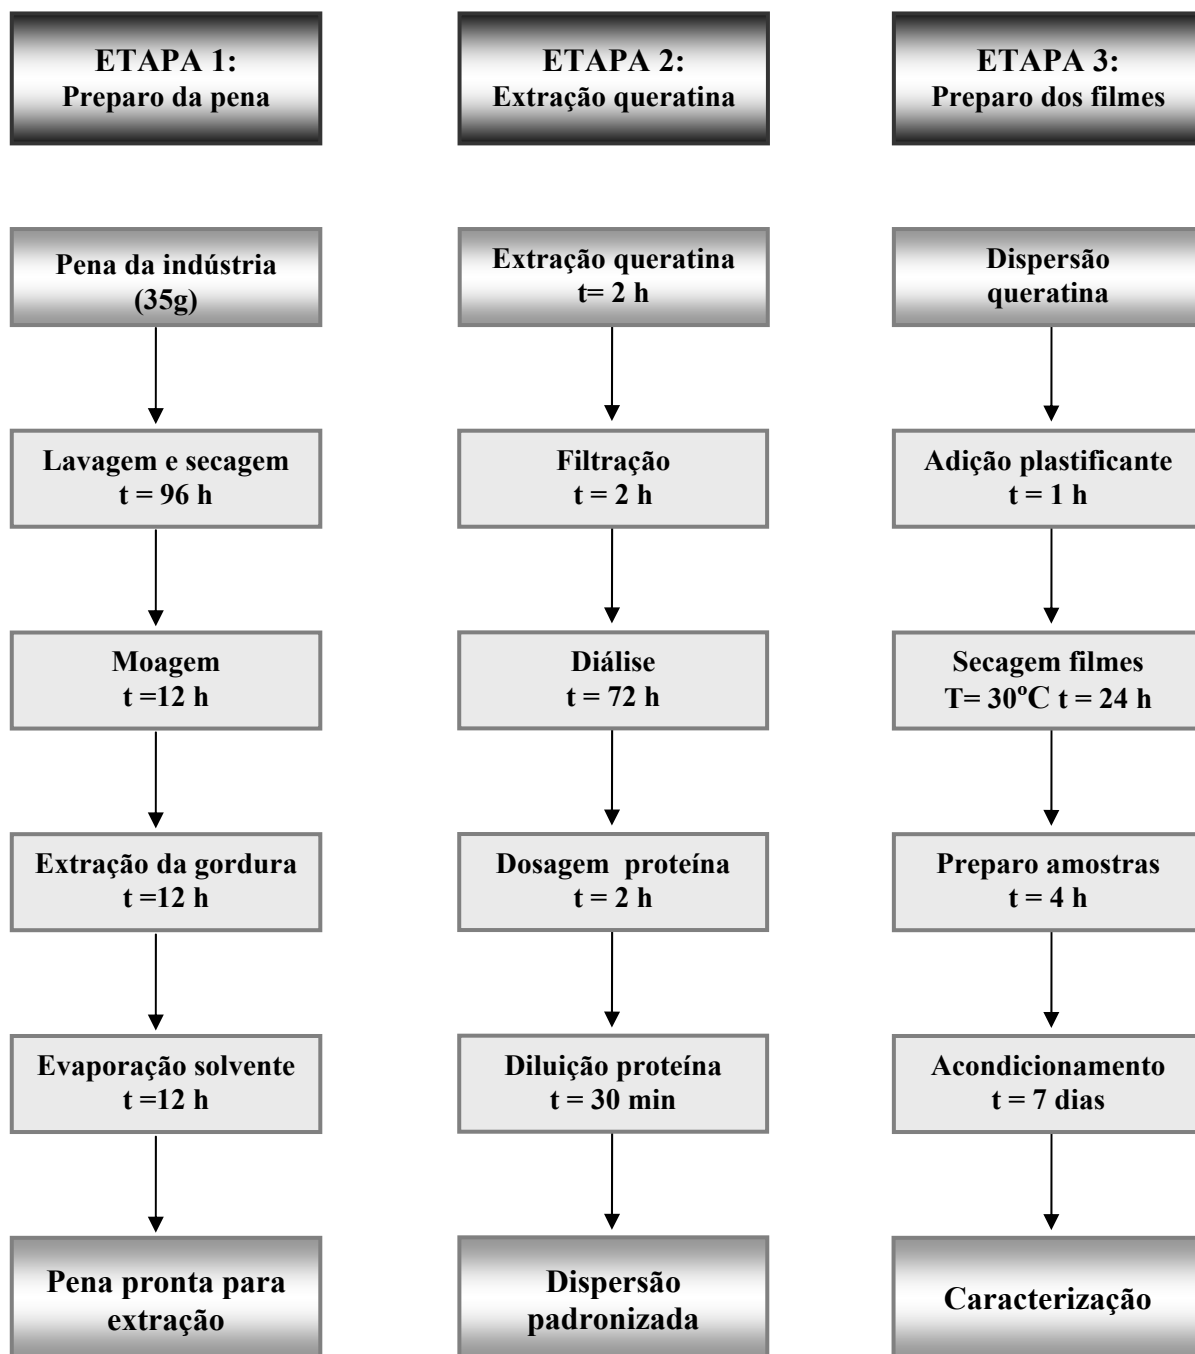 ETAPA 1:
Preparo da pena
Pena da indústria
(35g)
Lavagem e secagem
t = 96 h
Moagem
t =12 h
Extração da gordura
t =12 h
Evaporação solvente
t =12 h
Pena pronta para
extração
ETAPA 2:
Extração queratina
Extração queratina
t= 2 h
Filtração
t = 2 h
Diálise
t = 72 h
Dosagem  proteína
t = 2 h
Diluição proteína
t = 30 min
Dispersão
padronizada
ETAPA 3:
Preparo dos filmes
Dispersão
queratina
Adição plastificante
t = 1 h
Secagem filmes
T= 30ºC t = 24 h
Preparo amostras
t = 4 h
Acondicionamento
t = 7 dias
Caracterização